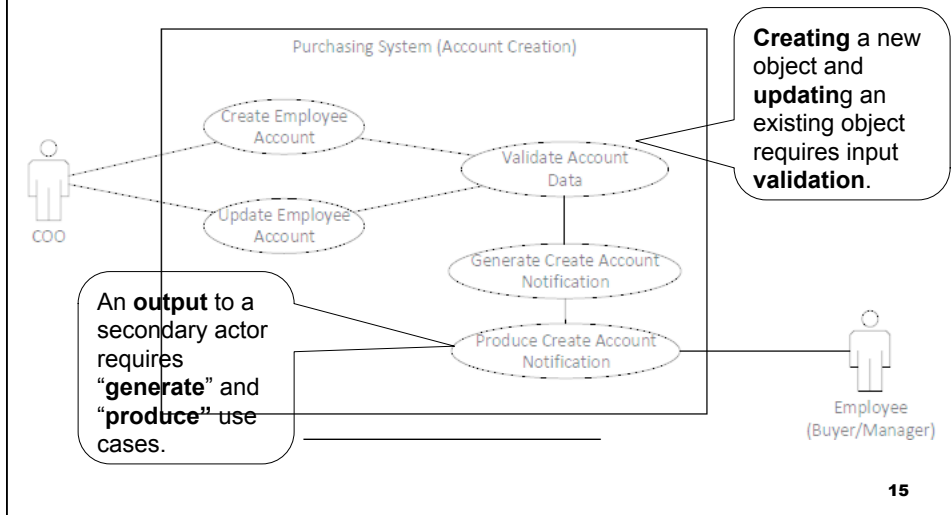 Purchasing System (Account Creation)
Create Employee
Account
Validate Account
Data
Update Employee
Account
COO
Generate Create Account
Notification
Produce Create Account
Notification
Employee
(Buyer/Manager)
Creating a new
object and
updating an
existing object
requires input
validation.
An output to a
secondary actor
requires
“generate” and
“produce” use
cases.
15